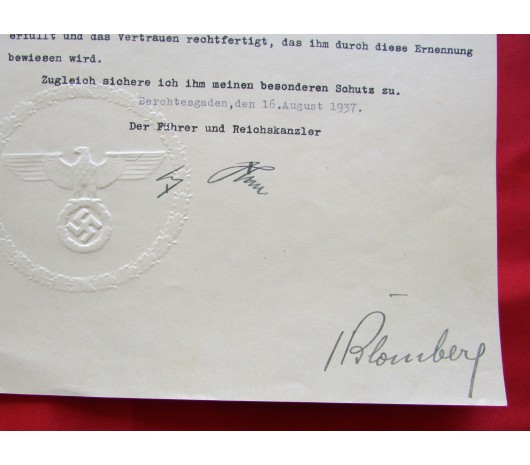 erfüllt und das Vertrauen rechtfertigt, das ihm durch diese Ernennung
bewiesen wird.
Zugleich sichere ich ihm meinen besonderen Schutz zu.
Berchtesgaden,den 16.August 1937.
Der Führer und Reichskanzler
Blomberg